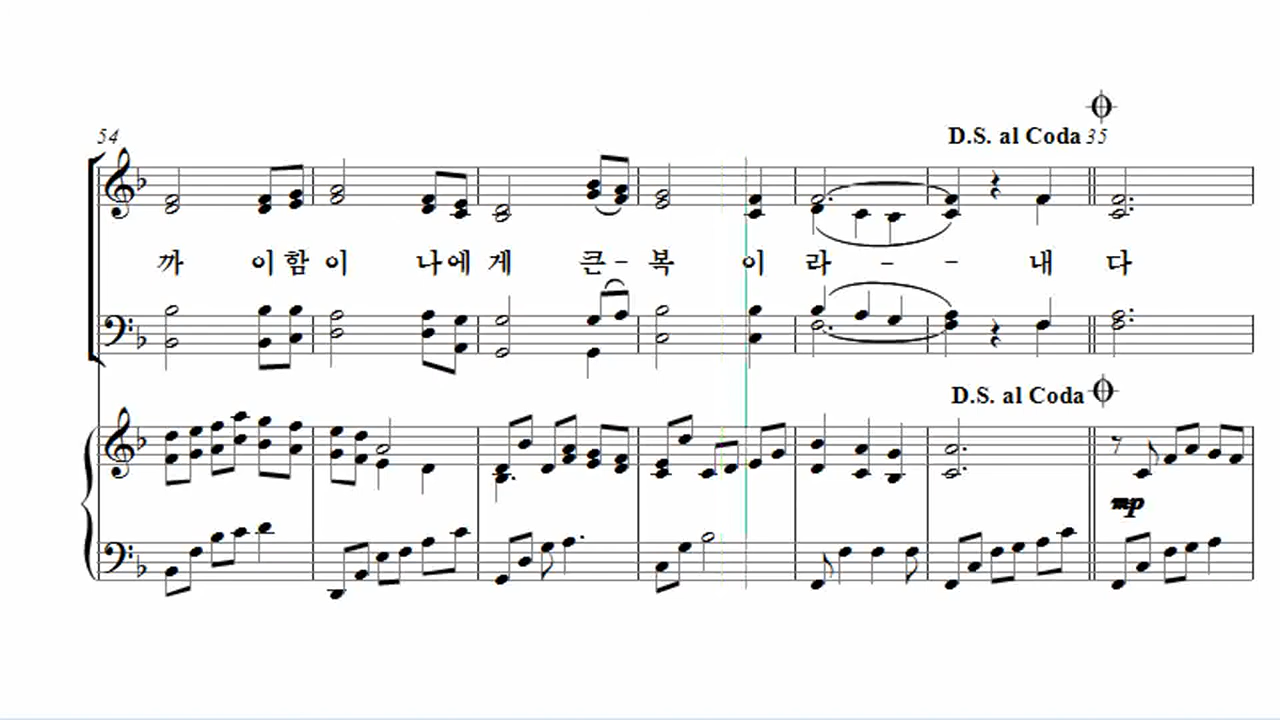 54
D.S. al Coda 35
까 이 함 이 나 에 게 큰 - 복 이 라 - - 내 다
D.S. al Coda
mp